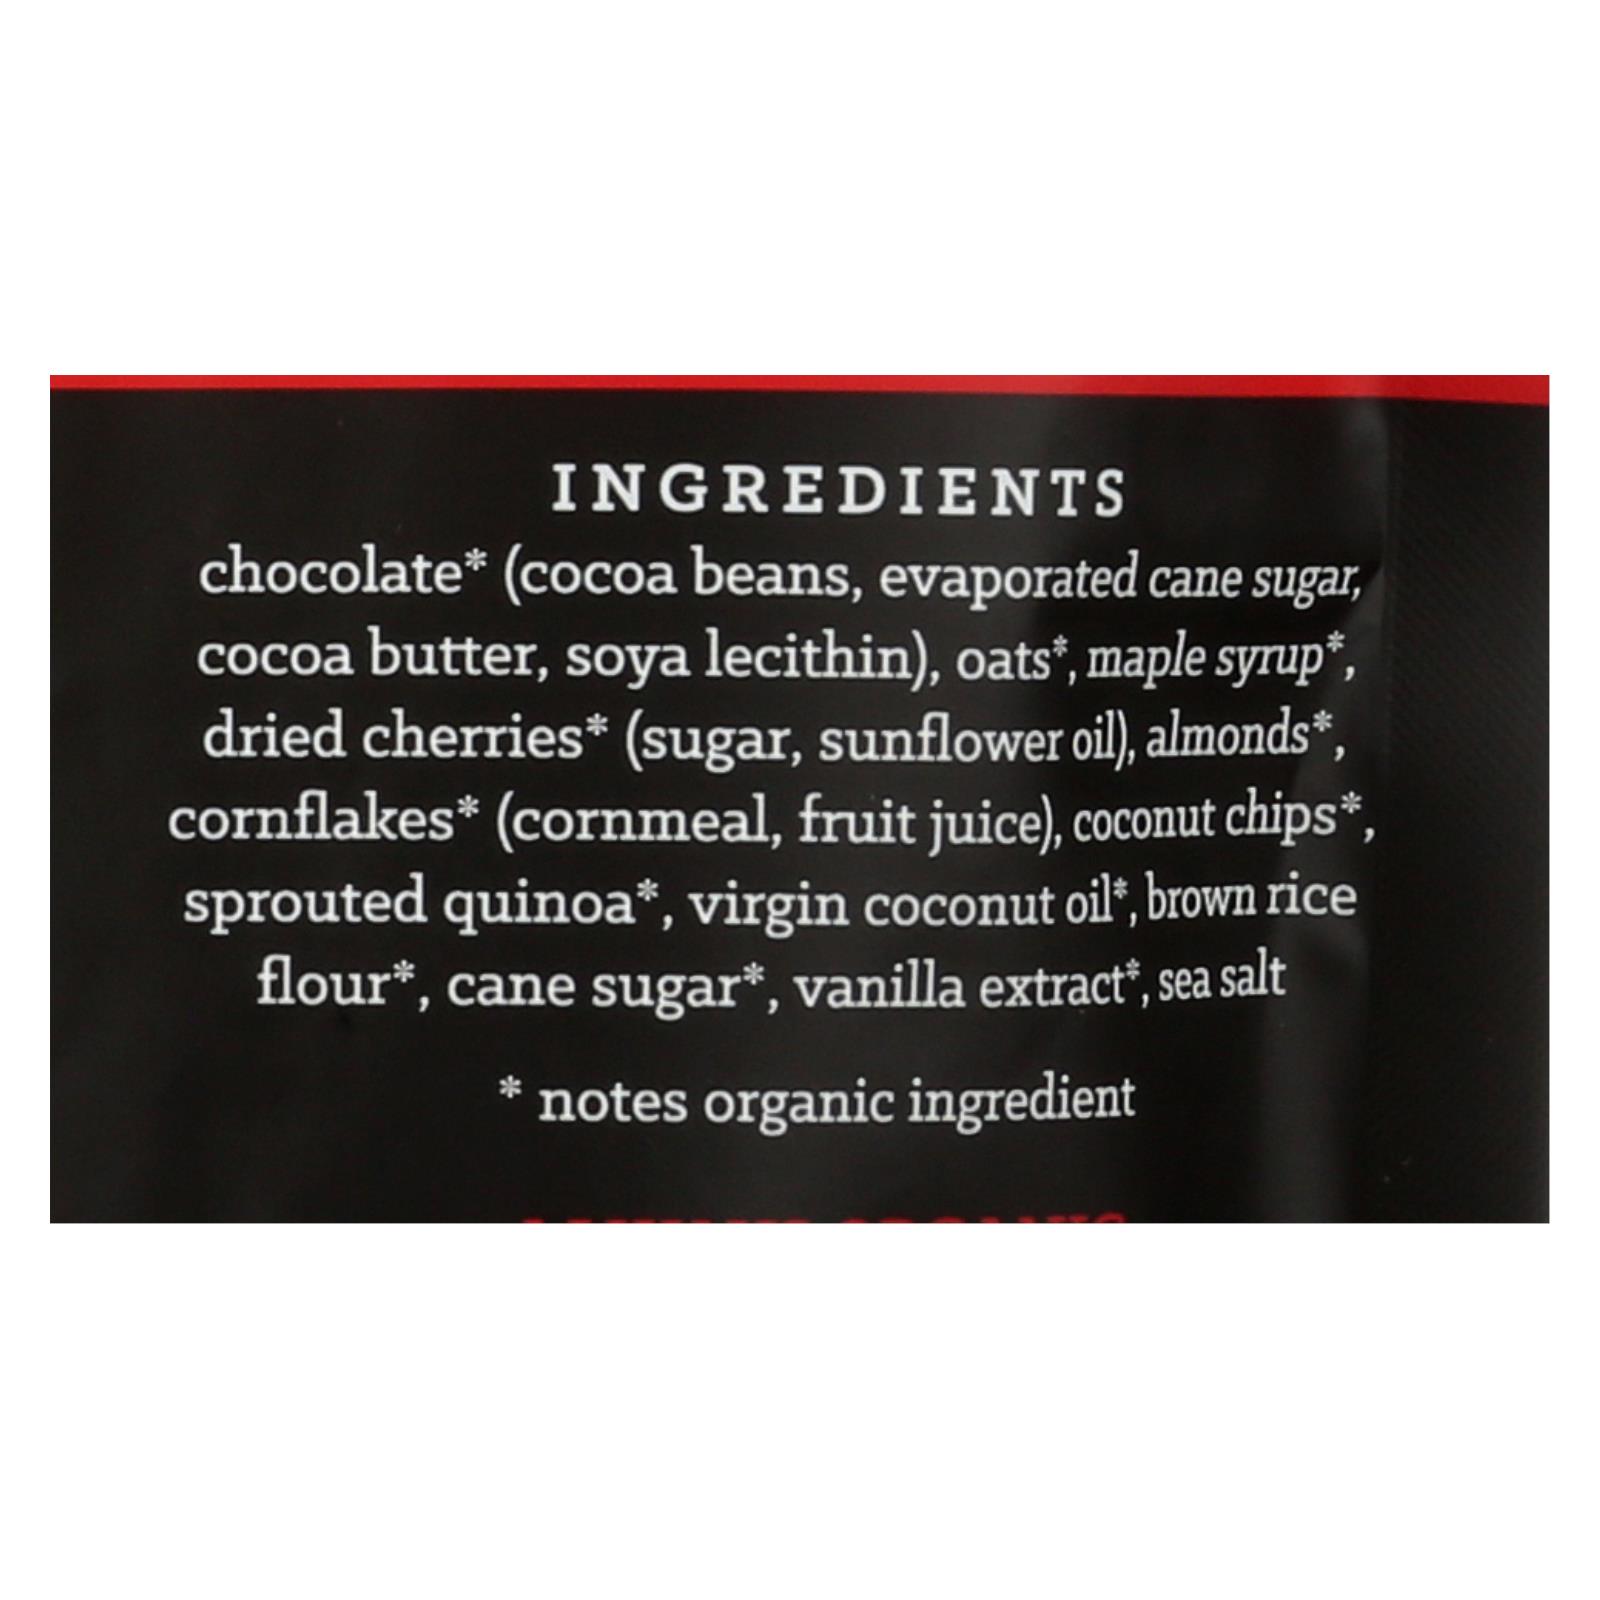 INGREDIENTS
chocolate* (cocoa beans, evaporated cane sugar,
cocoa butter, soya lecithin), oats*, maple syrup*,
dried cherries* (sugar, sunflower oil), almonds*,
cornflakes* (cornmeal, fruit juice), coconut chips*,
sprouted quinoa*, virgin coconut oil*, brown rice
flour*, cane sugar*, vanilla extract*, sea salt
* notes organic ingredient